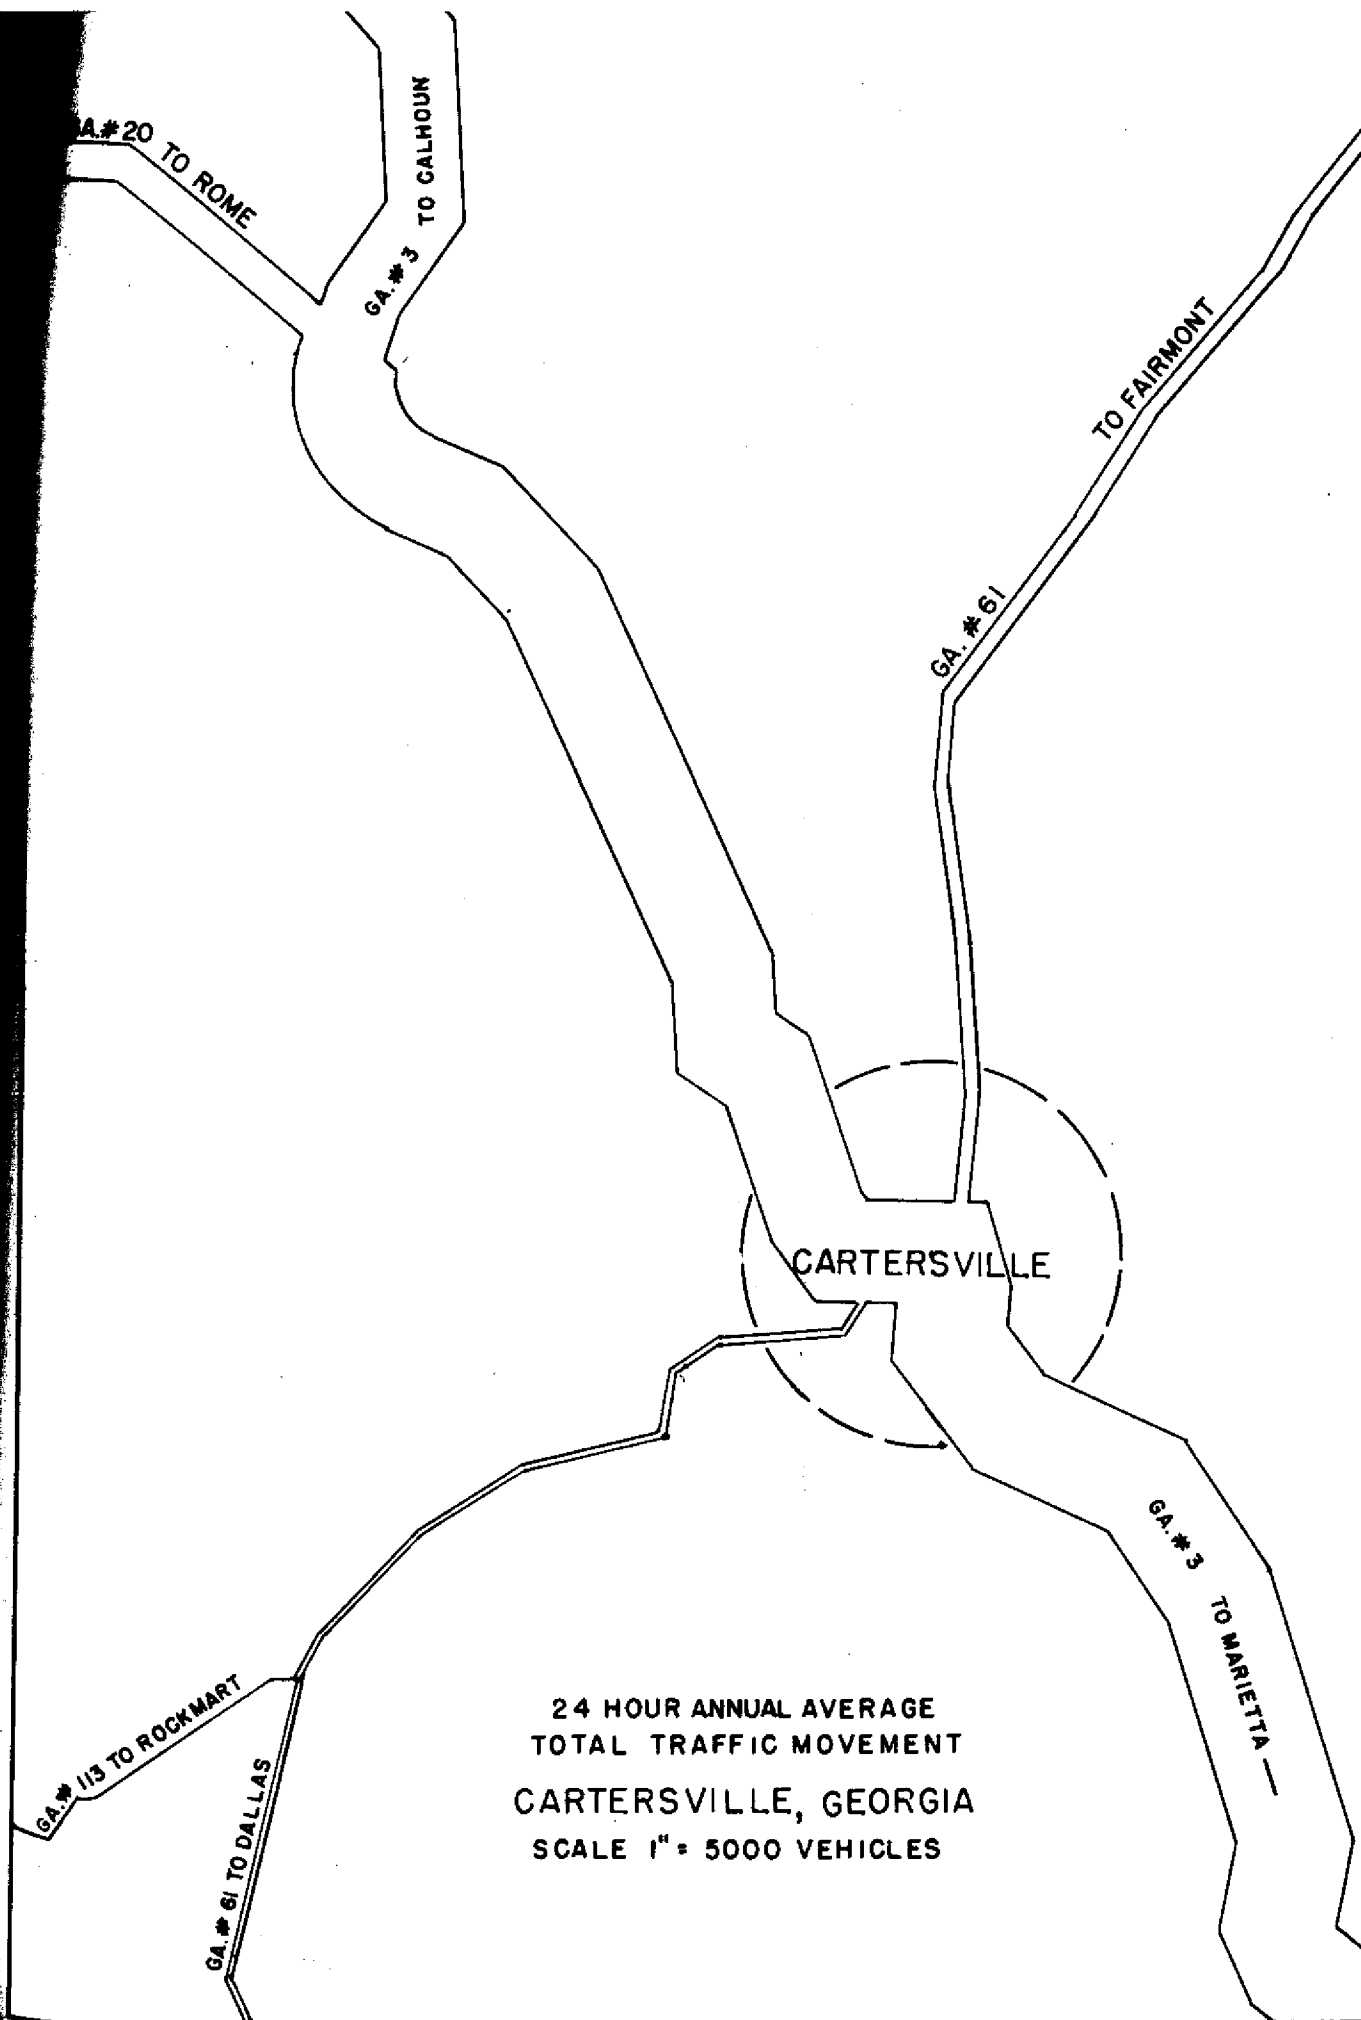 GA.#20 TO ROME
GA.#3 TO CALHOUN
TO FAIRMONT
GA.#61
CARTERSVILLE
GA.#3 TO MARIETTA
GA.# 113 TO ROCKMART
GA.# 61 TO DALLAS
24 HOUR ANNUAL AVERAGE
TOTAL TRAFFIC MOVEMENT
CARTERSVILLE, GEORGIA
SCALE 1" = 5000 VEHICLES